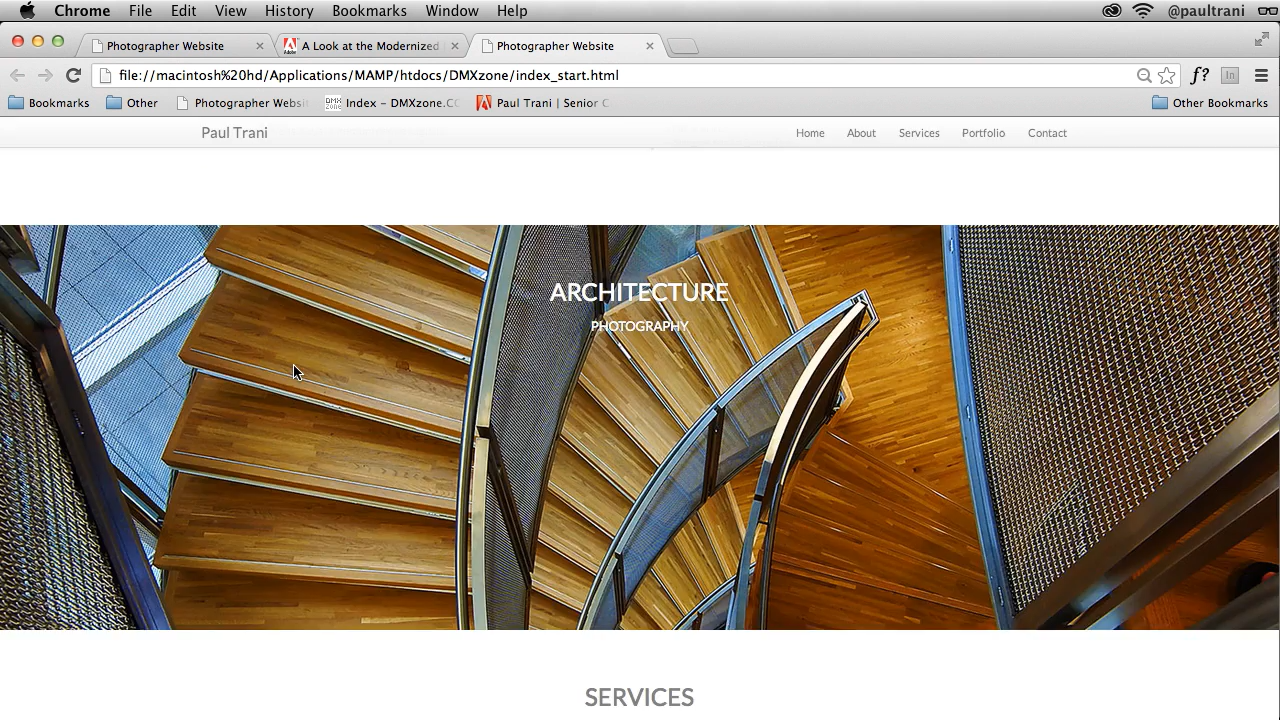 Chrome File Edit View History Bookmarks Window Help @paultrani
Photographer Website A Look at the Modernized Photographer Website
file://macintosh%20hd/Applications/MAMP/htdocs/DMXzone/index_start.html f?
Bookmarks Other Photographer Websi Index – DMXzone.CO Paul Trani | Senior C Other Bookmarks
Paul Trani Home About Services Portfolio Contact
ARCHITECTURE
PHOTOGRAPHY
SERVICES